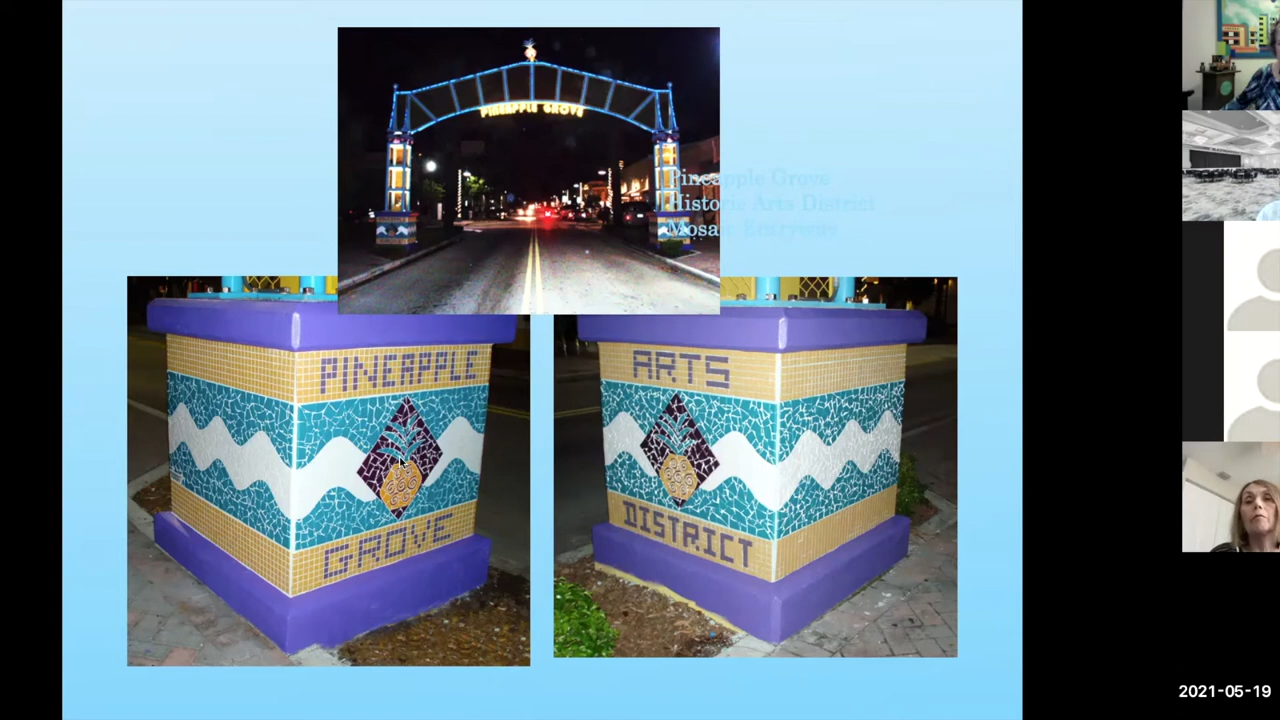 PINEAPPLE GROVE
Pineapple Grove
Historic Arts District
Mosaic Entryway
PINEAPPLE
GROVE
ARTS
DISTRICT
2021-05-19